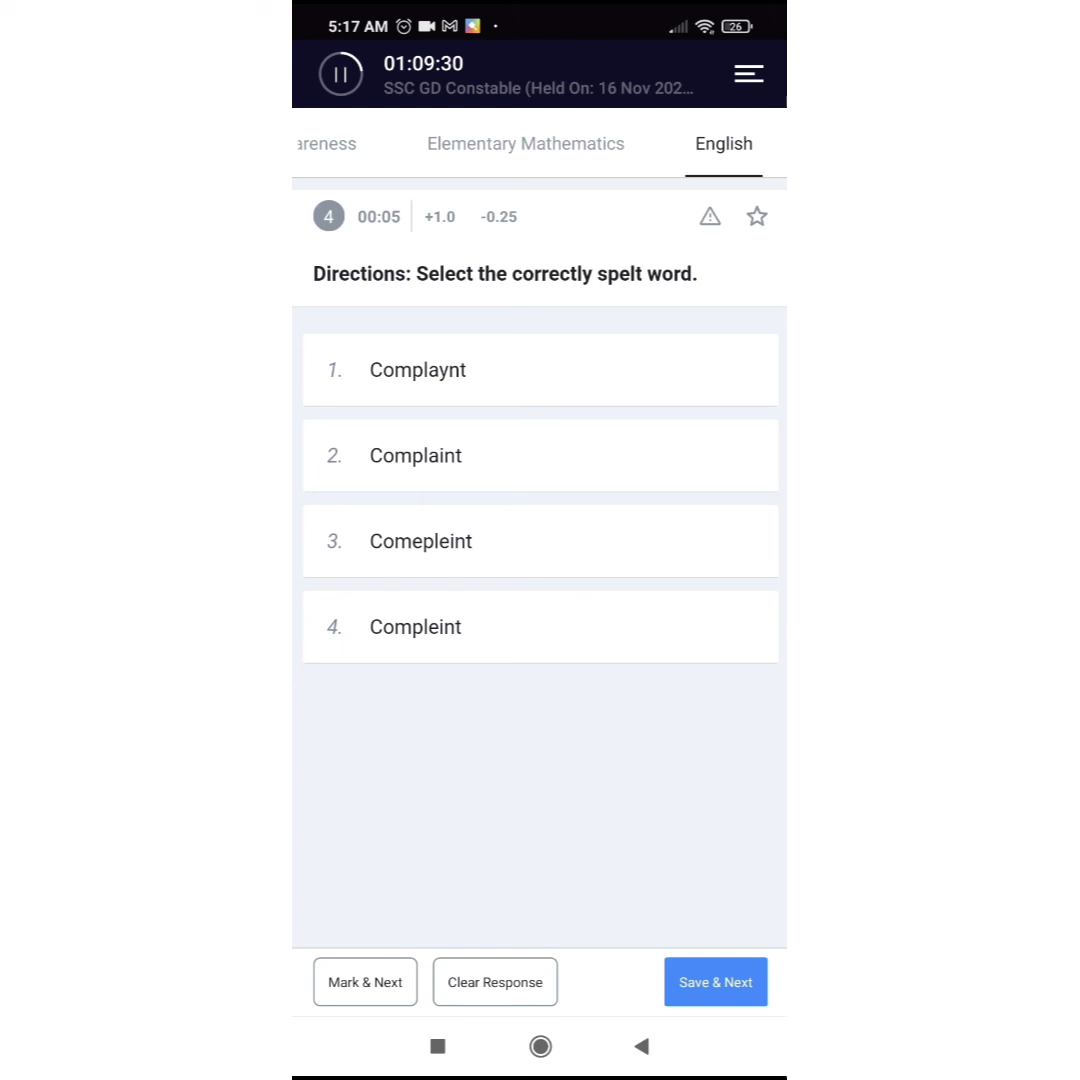 5:17 AM 26
01:09:30
SSC GD Constable (Held On: 16 Nov 202...
areness Elementary Mathematics English
4 00:05 +1.0 -0.25
Directions: Select the correctly spelt word.
1. Complaynt
2. Complaint
3. Comepleint
4. Compleint
Mark & Next Clear Response Save & Next